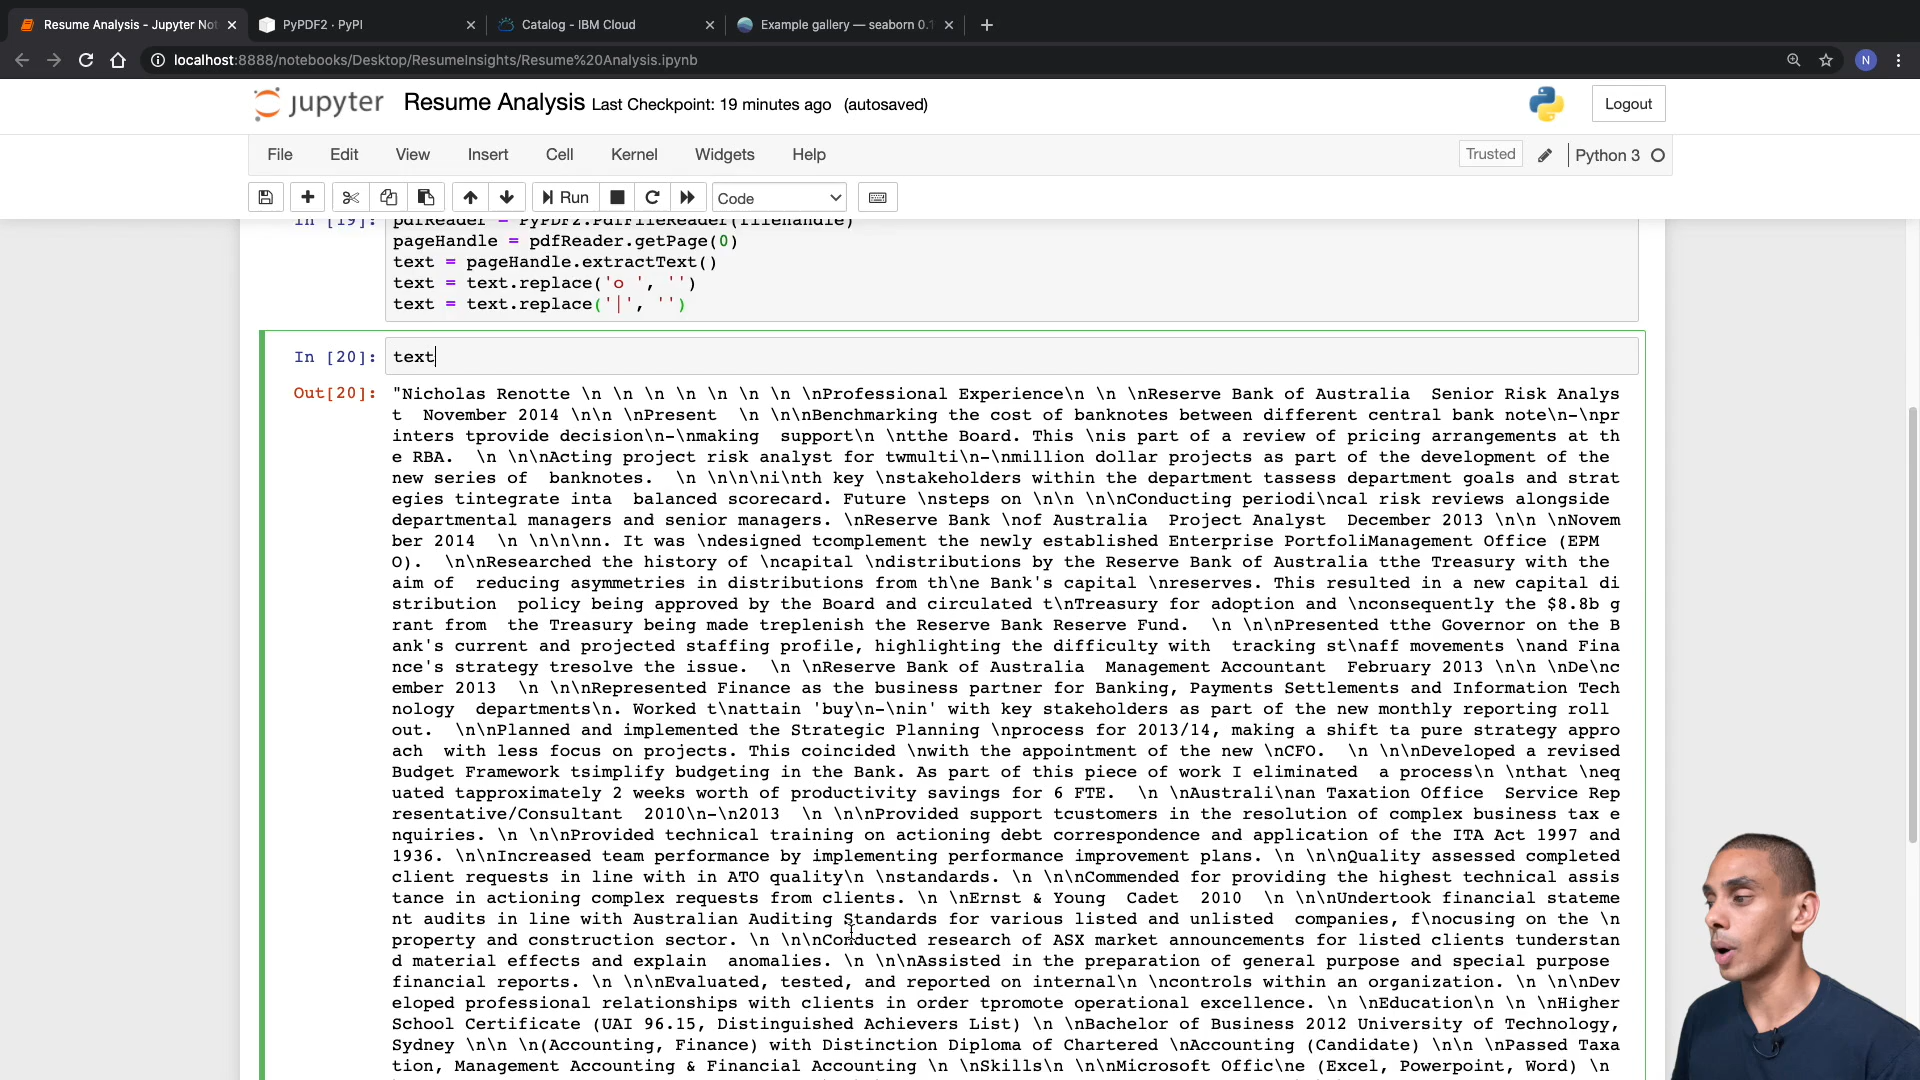 Resume Analysis - Jupyter Not
PyPDF2 · PyPI
Catalog - IBM Cloud
Example gallery — seaborn 0.1
localhost:8888/notebooks/Desktop/ResumeInsights/Resume%20Analysis.ipynb
N
jupyter Resume Analysis Last Checkpoint: 19 minutes ago (autosaved)
Logout
File Edit View Insert Cell Kernel Widgets Help
Trusted Python 3
Run Code
In [19]: pdfReader = PyPDF2.PdfFileReader(fileHandle)
pageHandle = pdfReader.getPage(0)
text = pageHandle.extractText()
text = text.replace('o ', '')
text = text.replace('|', '')
In [20]: text
Out[20]: "Nicholas Renotte \n \n \n \n \n \n \n \nProfessional Experience\n \n \nReserve Bank of Australia  Senior Risk Analys
t  November 2014 \n\n \nPresent  \n \n\nBenchmarking the cost of banknotes between different central bank note\n-\npr
inters tprovide decision\n-\nmaking  support\n \ntthe Board. This \nis part of a review of pricing arrangements at th
e RBA.  \n \n\nActing project risk analyst for twmulti\n-\nmillion dollar projects as part of the development of the
new series of  banknotes.  \n \n\n\ni\nth key \nstakeholders within the department tassess department goals and strat
egies tintegrate inta  balanced scorecard. Future \nsteps on \n\n \n\nConducting periodi\ncal risk reviews alongside
departmental managers and senior managers. \nReserve Bank \nof Australia  Project Analyst  December 2013 \n\n \nNovem
ber 2014  \n \n\n\nn. It was \ndesigned tcomplement the newly established Enterprise PortfoliManagement Office (EPM
O).  \n\nResearched the history of \ncapital \ndistributions by the Reserve Bank of Australia tthe Treasury with the
aim of  reducing asymmetries in distributions from th\ne Bank's capital \nreserves. This resulted in a new capital di
stribution  policy being approved by the Board and circulated t\nTreasury for adoption and \nconsequently the $8.8b g
rant from  the Treasury being made treplenish the Reserve Bank Reserve Fund.  \n \n\nPresented tthe Governor on the B
ank's current and projected staffing profile, highlighting the difficulty with  tracking st\naff movements \nand Fina
nce's strategy tresolve the issue.  \n \nReserve Bank of Australia  Management Accountant  February 2013 \n\n \nDe\nc
ember 2013  \n \n\nRepresented Finance as the business partner for Banking, Payments Settlements and Information Tech
nology  departments\n. Worked t\nattain 'buy\n-\nin' with key stakeholders as part of the new monthly reporting roll
out.  \n\nPlanned and implemented the Strategic Planning \nprocess for 2013/14, making a shift ta pure strategy appro
ach  with less focus on projects. This coincided \nwith the appointment of the new \nCFO.  \n \n\nDeveloped a revised
Budget Framework tsimplify budgeting in the Bank. As part of this piece of work I eliminated  a process\n \nthat \neq
uated tapproximately 2 weeks worth of productivity savings for 6 FTE.  \n \nAustrali\nan Taxation Office  Service Rep
resentative/Consultant  2010\n-\n2013  \n \n\nProvided support tcustomers in the resolution of complex business tax e
nquiries. \n \n\nProvided technical training on actioning debt correspondence and application of the ITA Act 1997 and
1936. \n\nIncreased team performance by implementing performance improvement plans. \n \n\nQuality assessed completed
client requests in line with in ATO quality\n \nstandards. \n \n\nCommended for providing the highest technical assis
tance in actioning complex requests from clients. \n \nErnst & Young  Cadet  2010  \n \n\nUndertook financial stateme
nt audits in line with Australian Auditing Standards for various listed and unlisted  companies, f\nocusing on the \n
property and construction sector. \n \n\nConducted research of ASX market announcements for listed clients tunderstan
d material effects and explain  anomalies. \n \n\nAssisted in the preparation of general purpose and special purpose
financial reports. \n \n\nEvaluated, tested, and reported on internal\n \ncontrols within an organization. \n \n\nDev
eloped professional relationships with clients in order tpromote operational excellence. \n \nEducation\n \n \nHigher
School Certificate (UAI 96.15, Distinguished Achievers List) \n \nBachelor of Business 2012 University of Technology,
Sydney \n\n \n(Accounting, Finance) with Distinction Diploma of Chartered \nAccounting (Candidate) \n\n \nPassed Taxa
tion, Management Accounting & Financial Accounting \n \nSkills\n \n\nMicrosoft Offic\ne (Excel, Powerpoint, Word) \n